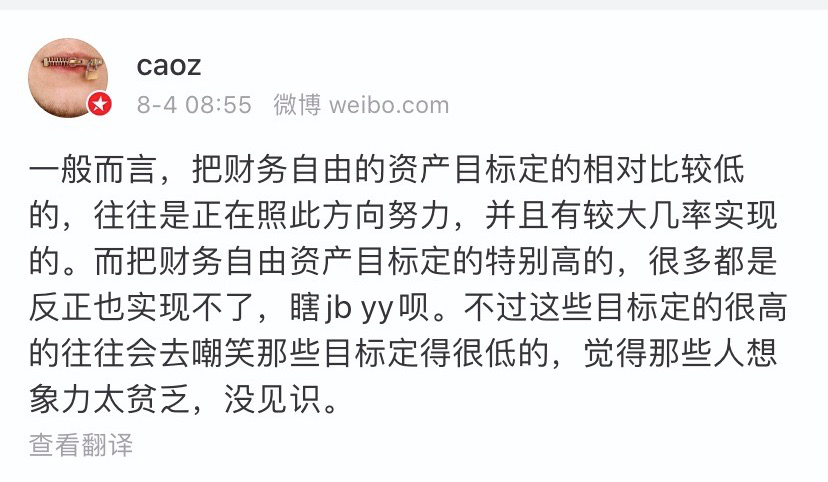 caoz
8-4 08:55 微博 weibo.com
一般而言，把财务自由的资产目标定的相对比较低
的，往往是正在照此方向努力，并且有较大几率实现
的。而把财务自由资产目标定的特别高的，很多都是
反正也实现不了，瞎jb yy呗。不过这些目标定的很高
的往往会去嘲笑那些目标定得很低的，觉得那些人想
象力太贫乏，没见识。
查看翻译